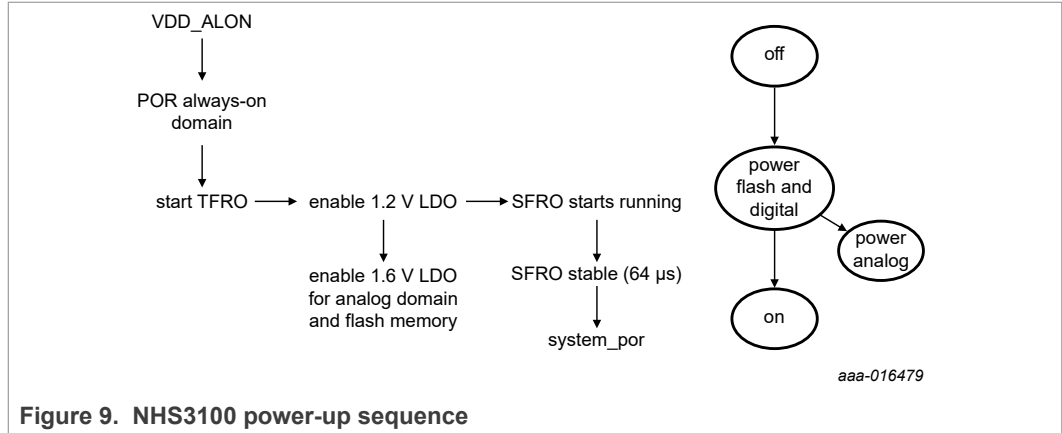 VDD_ALON
POR always-on
domain
start TFRO
enable 1.2 V LDO
SFRO starts running
enable 1.6 V LDO
for analog domain
and flash memory
SFRO stable (64 µs)
system_por
off
power
flash and
digital
power
analog
on
aaa-016479
Figure 9. NHS3100 power-up sequence